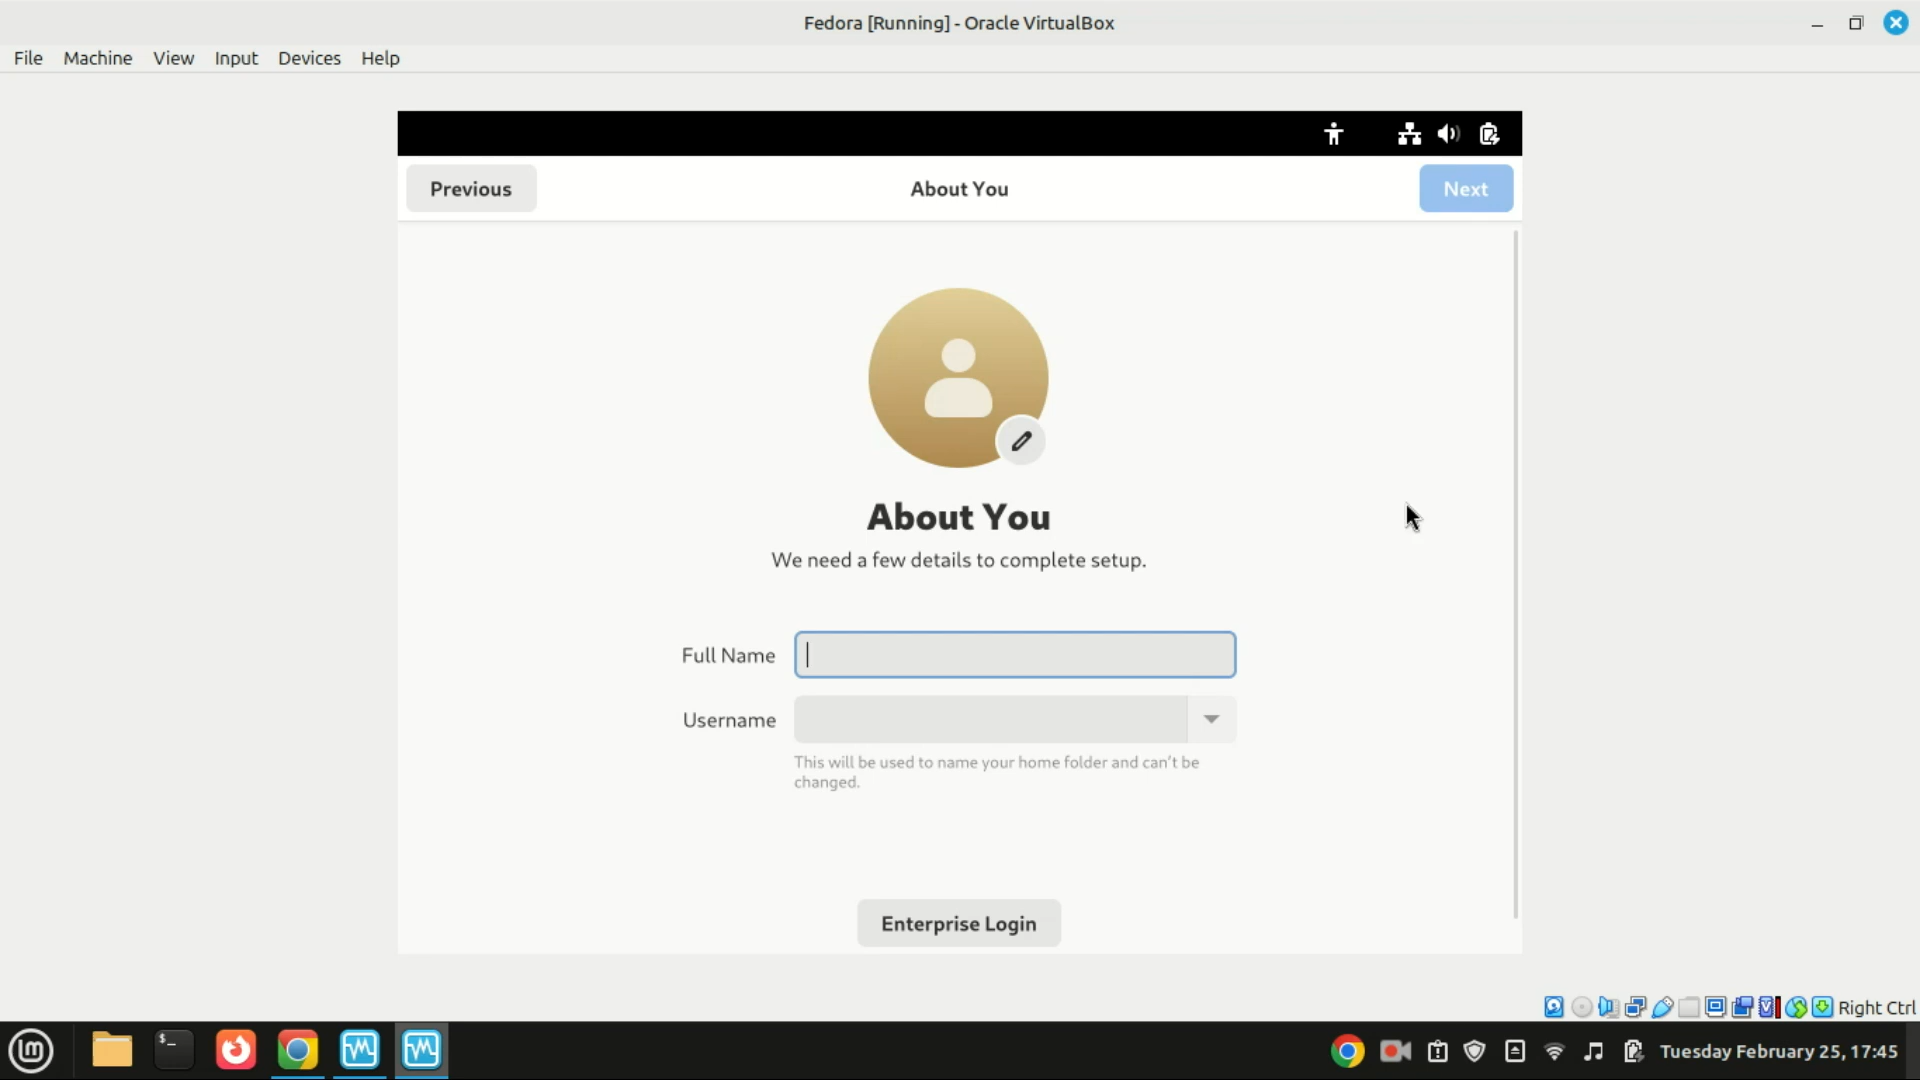 Fedora [Running] - Oracle VirtualBox
File Machine View Input Devices Help
Previous About You Next
About You
We need a few details to complete setup.
Full Name
Username
This will be used to name your home folder and can't be
changed.
Enterprise Login
Right Ctrl
$_
Tuesday February 25, 17:45